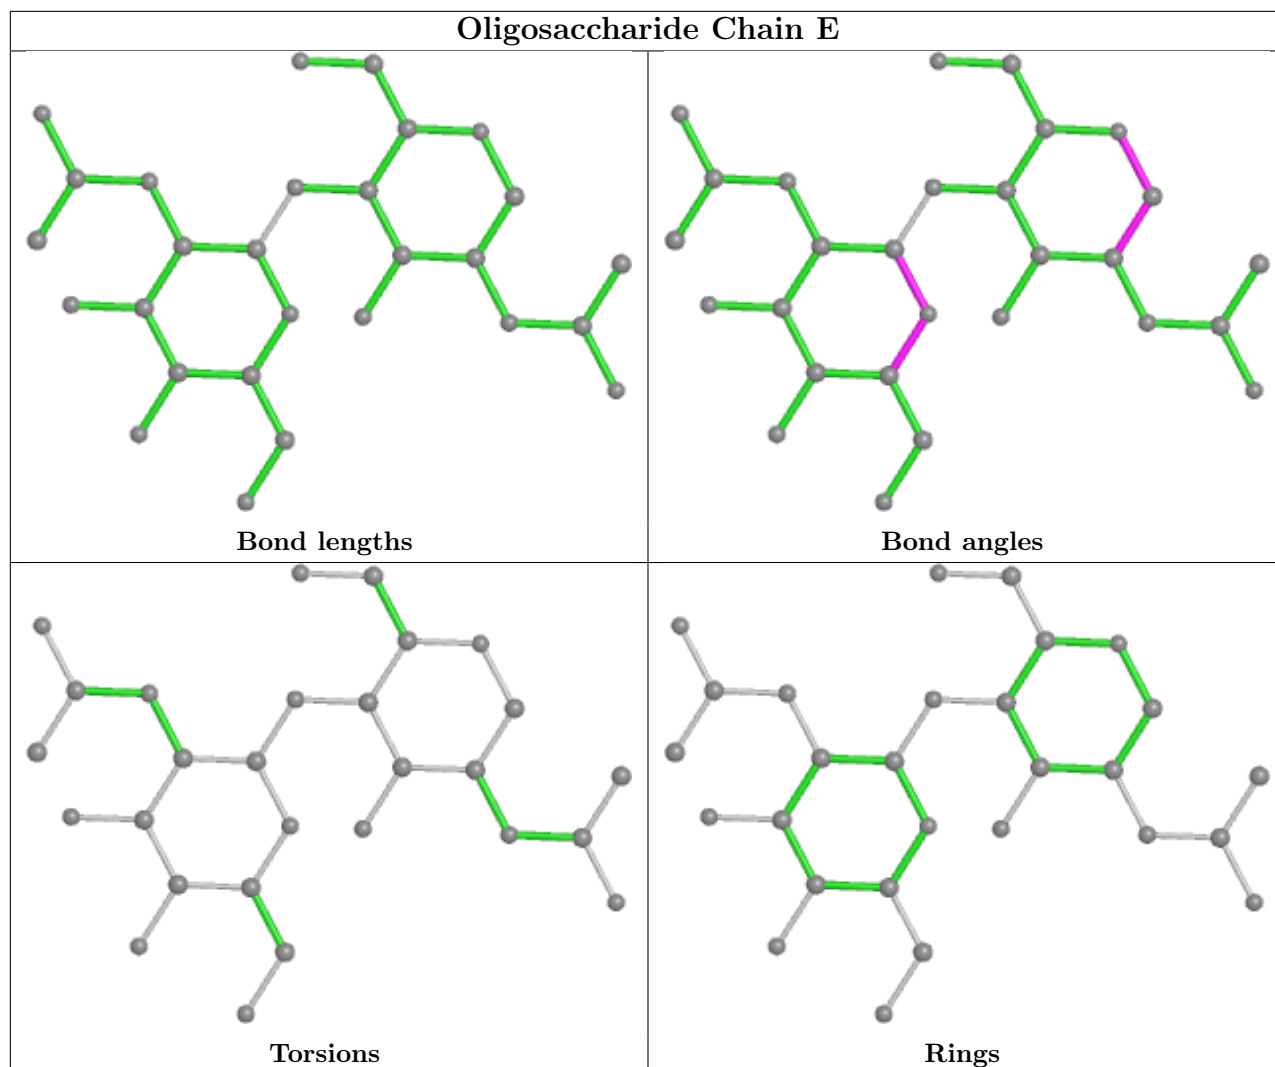 Oligosaccharide Chain E
Bond lengths
Bond angles
Torsions
Rings